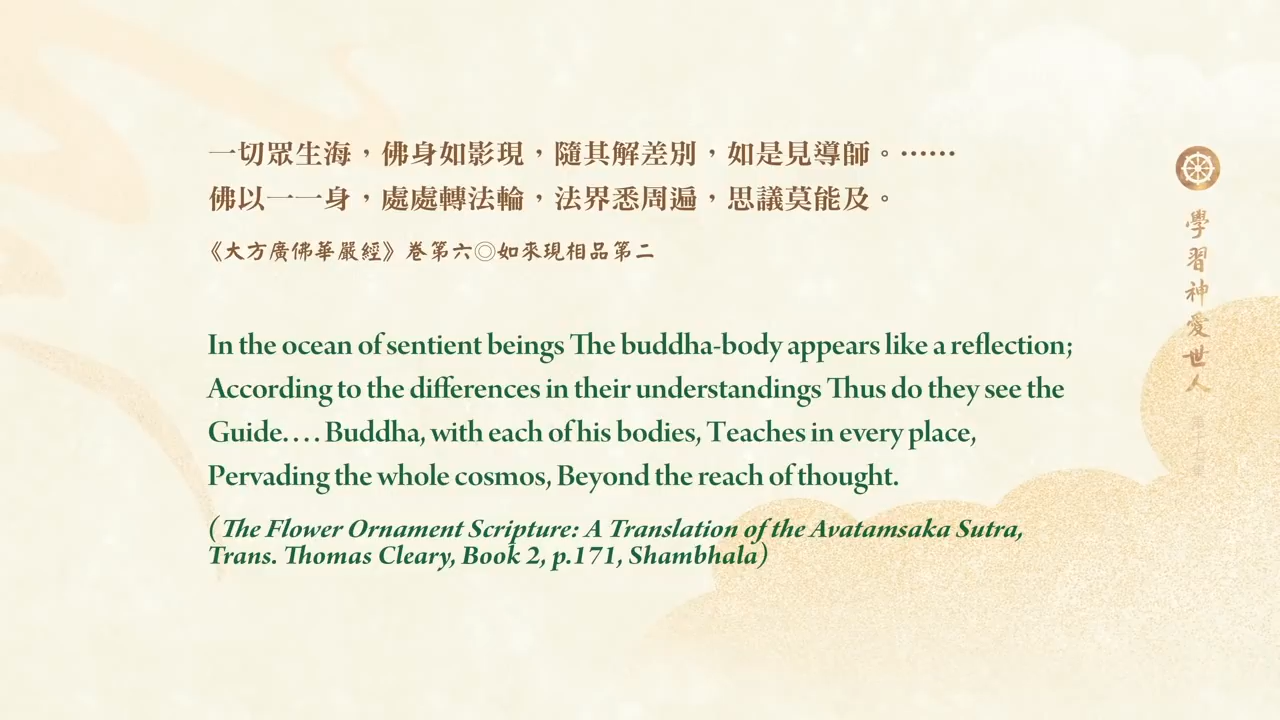 一切眾生海，佛身如影現，隨其解差別，如是見導師。⋯⋯
佛以一一身，處處轉法輪，法界悉周遍，思議莫能及。
《大方廣佛華嚴經》卷第六◎如來現相品第二
In the ocean of sentient beings The buddha-body appears like a reflection;
According to the differences in their understandings Thus do they see the
Guide.... Buddha, with each of his bodies, Teaches in every place,
Pervading the whole cosmos, Beyond the reach of thought.
(The Flower Ornament Scripture: A Translation of the Avatamsaka Sutra,
Trans. Thomas Cleary, Book 2, p.171, Shambhala)
學習神愛世人